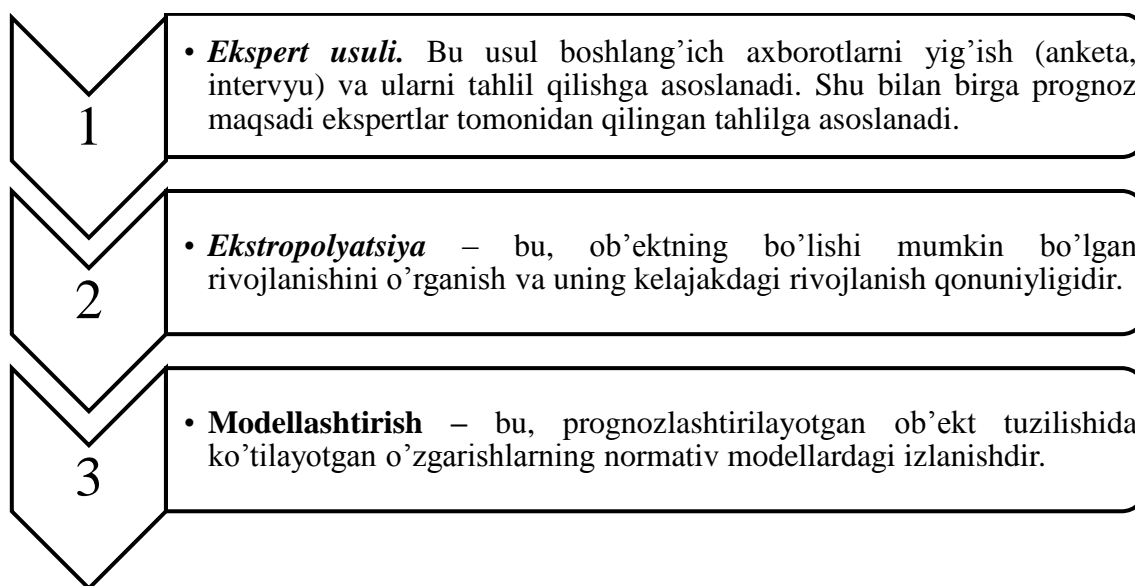 1
• Ekspert usuli. Bu usul boshlang’ich axborotlarni yig’ish (anketa,
intervyu) va ularni tahlil qilishga asoslanadi. Shu bilan birga prognoz
maqsadi ekspertlar tomonidan qilingan tahlilga asoslanadi.
2
• Ekstropolyatsiya – bu, ob’ektning bo’lishi mumkin bo’lgan
rivojlanishini o’rganish va uning kelajakdagi rivojlanish qonuniyligidir.
3
• Modellashtirish – bu, prognozlashtirilayotgan ob’ekt tuzilishida
ko’tilayotgan o’zgarishlarning normativ modellardagi izlanishdir.